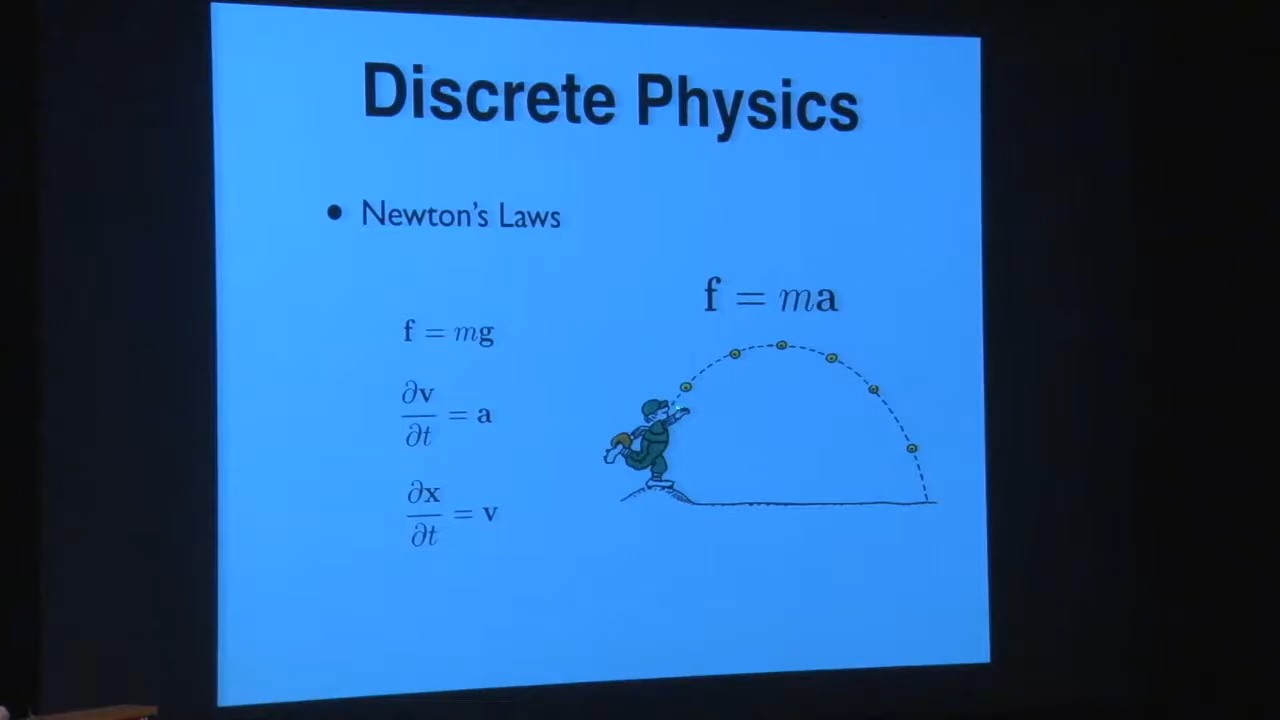 Discrete Physics
• Newton's Laws
f = mg
∂v/∂t = a
∂x/∂t = v
f = ma